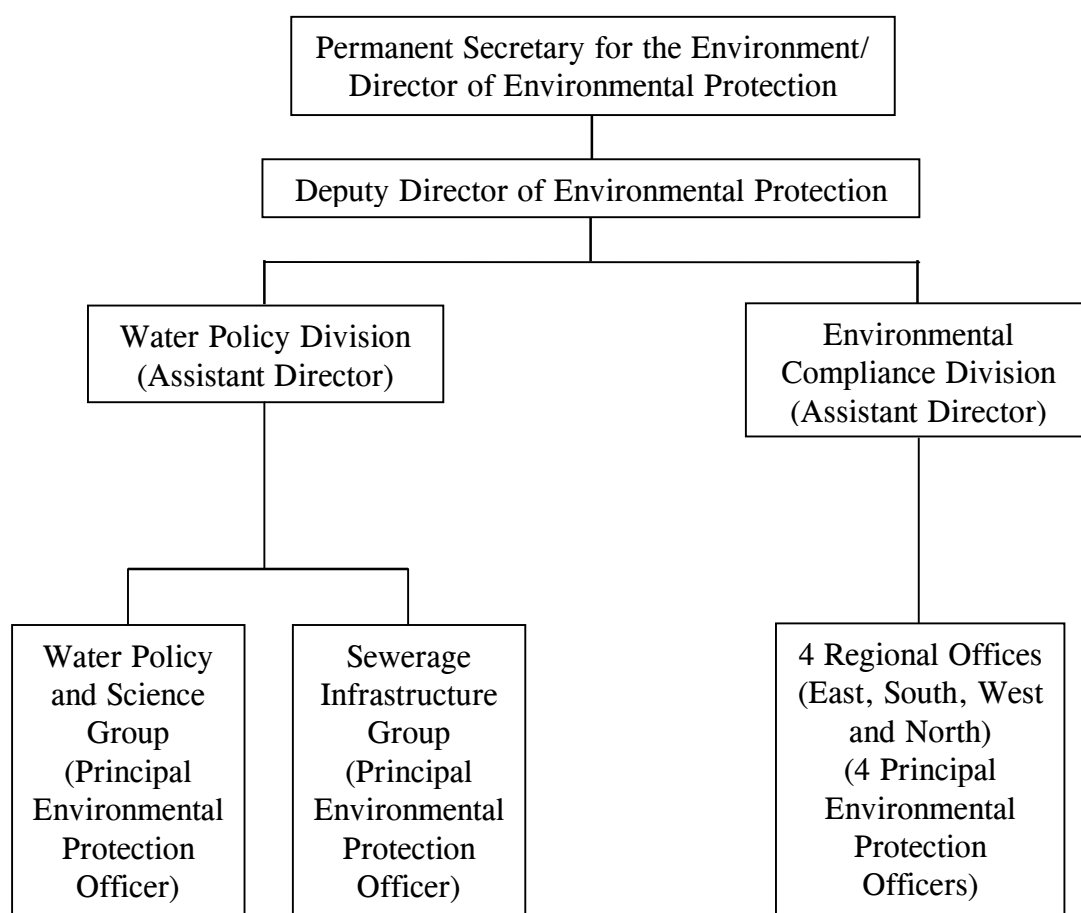 Permanent Secretary for the Environment/
Director of Environmental Protection
Deputy Director of Environmental Protection
Water Policy Division
(Assistant Director)
Environmental
Compliance Division
(Assistant Director)
Water Policy
and Science
Group
(Principal
Environmental
Protection
Officer)
Sewerage
Infrastructure
Group
(Principal
Environmental
Protection
Officer)
4 Regional Offices
(East, South, West
and North)
(4 Principal
Environmental
Protection
Officers)